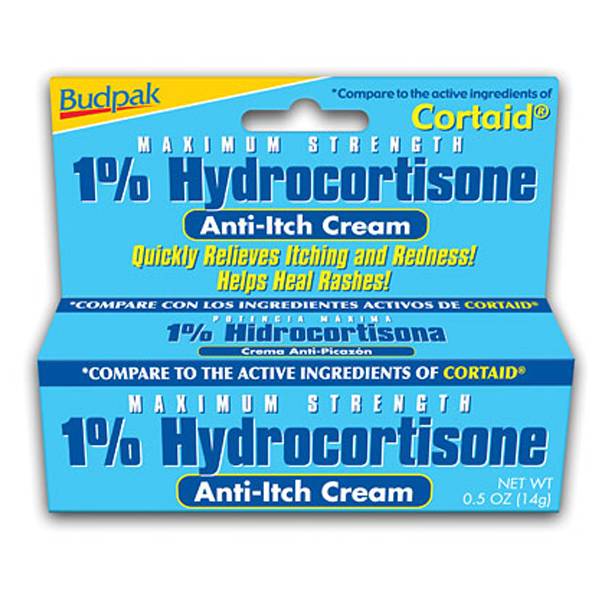 Budpak
*Compare to the active ingredients of
Cortaid®
MAXIMUM STRENGTH
1% Hydrocortisone
Anti-Itch Cream
Quickly Relieves Itching and Redness!
Helps Heal Rashes!
*COMPARE CON LOS INGREDIENTES ACTIVOS DE CORTAID®
POTENCIA MÁXIMA
1% Hidrocortisona
Crema Anti-Picazón
*COMPARE TO THE ACTIVE INGREDIENTS OF CORTAID®
MAXIMUM STRENGTH
1% Hydrocortisone
Anti-Itch Cream
NET WT
0.5 OZ (14g)